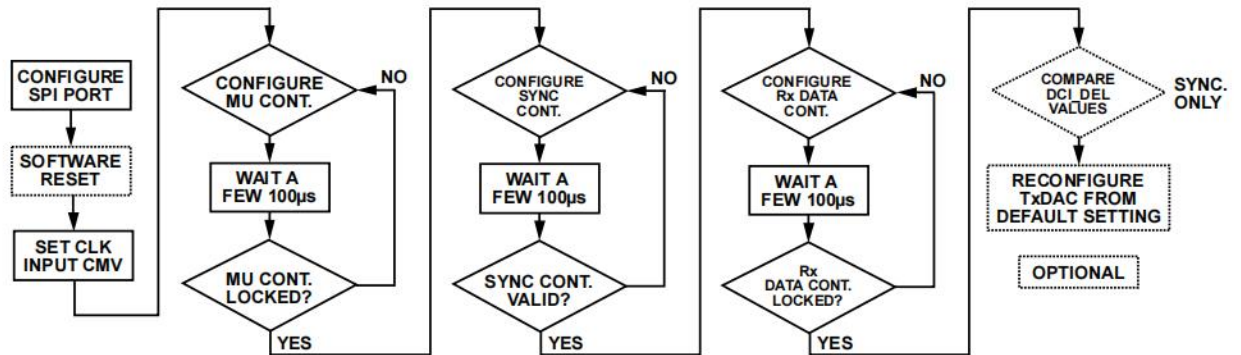 CONFIGURE
SPI PORT
SOFTWARE
RESET
SET CLK
INPUT CMV
CONFIGURE
MU CONT.
NO
WAIT A
FEW 100µs
MU CONT.
LOCKED?
YES
CONFIGURE
SYNC
CONT.
NO
WAIT A
FEW 100µs
SYNC CONT.
VALID?
YES
CONFIGURE
Rx DATA
CONT.
NO
WAIT A
FEW 100µs
Rx
DATA CONT.
LOCKED?
YES
COMPARE
DCI_DEL
VALUES
SYNC.
ONLY
RECONFIGURE
TxDAC FROM
DEFAULT SETTING
OPTIONAL